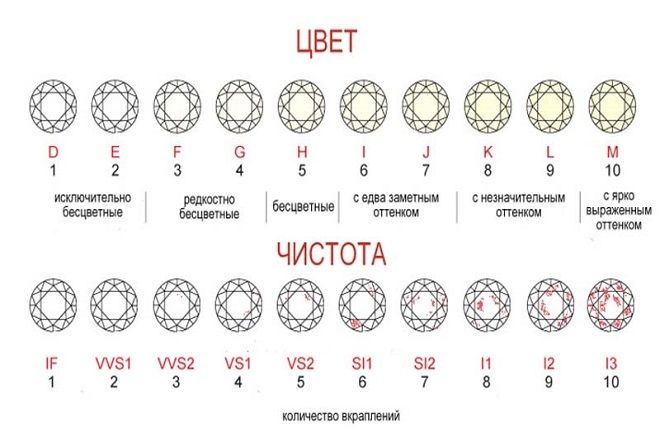 ЦВЕТ
D E F G H I J K L M
1 2 3 4 5 6 7 8 9 10
исключительно бесцветные
редкостно бесцветные
бесцветные
с едва заметным оттенком
с незначительным оттенком
с ярко выраженным оттенком
ЧИСТОТА
IF VVS1 VVS2 VS1 VS2 SI1 SI2 I1 I2 I3
1 2 3 4 5 6 7 8 9 10
количество вкраплений